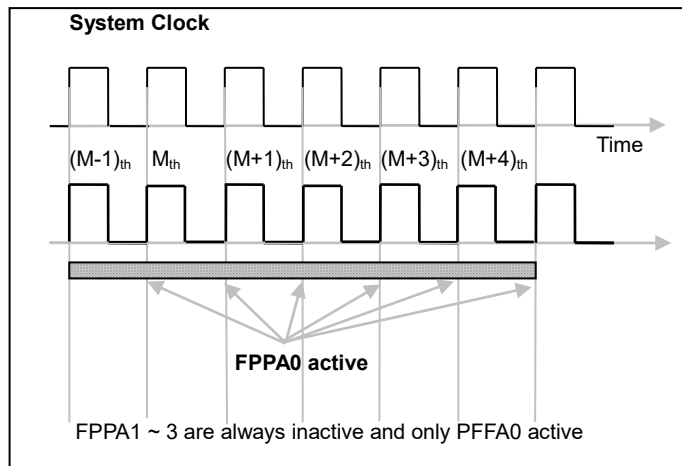 System Clock
Time
(M-1)th Mth (M+1)th (M+2)th (M+3)th (M+4)th
FPPA0 active
FPPA1 ~ 3 are always inactive and only PFFA0 active